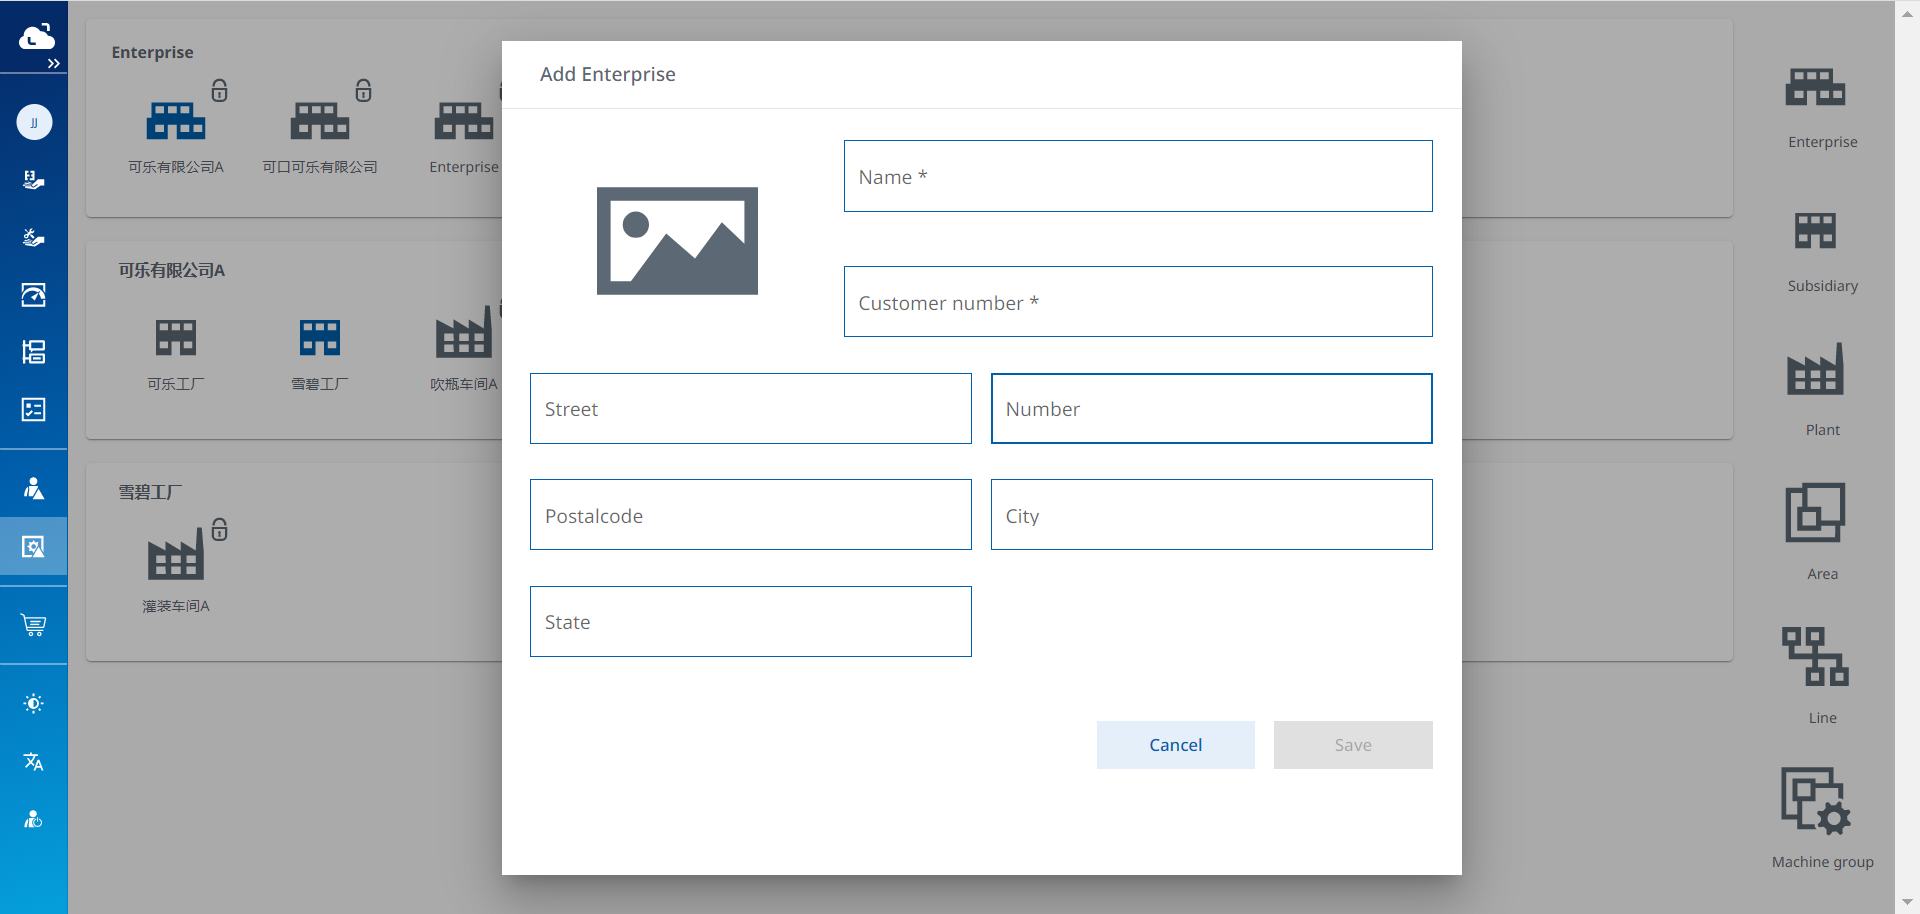 Enterprise
可乐有限公司A
可口可乐有限公司
Enterprise
可乐有限公司A
可乐工厂
雪碧工厂
吹瓶车间A
雪碧工厂
灌装车间A
JJ
Add Enterprise
Name *
Customer number *
Street
Number
Postalcode
City
State
Cancel
Save
Enterprise
Subsidiary
Plant
Area
Line
Machine group